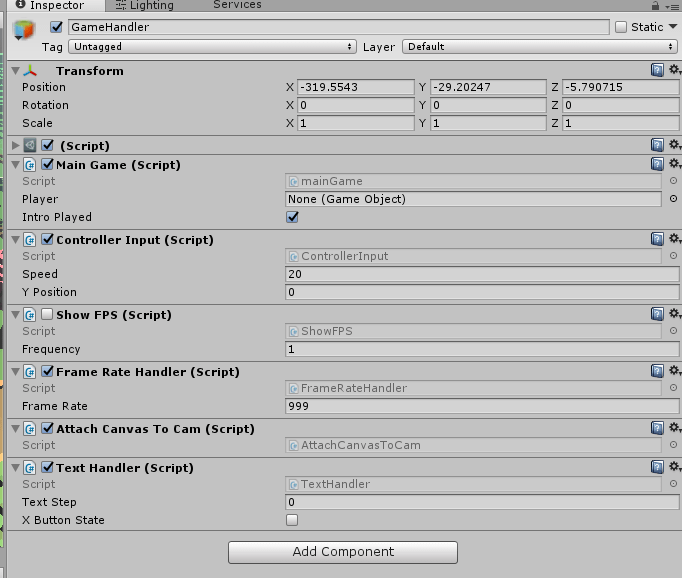 Inspector Lighting Services
GameHandler Static
Tag Untagged Layer Default
Transform
Position X -319.5543 Y -29.20247 Z -5.790715
Rotation X 0 Y 0 Z 0
Scale X 1 Y 1 Z 1
(Script)
Main Game (Script)
Script mainGame
Player None (Game Object)
Intro Played
Controller Input (Script)
Script ControllerInput
Speed 20
Y Position 0
Show FPS (Script)
Script ShowFPS
Frequency 1
Frame Rate Handler (Script)
Script FrameRateHandler
Frame Rate 999
Attach Canvas To Cam (Script)
Script AttachCanvasToCam
Text Handler (Script)
Script TextHandler
Text Step 0
X Button State
Add Component